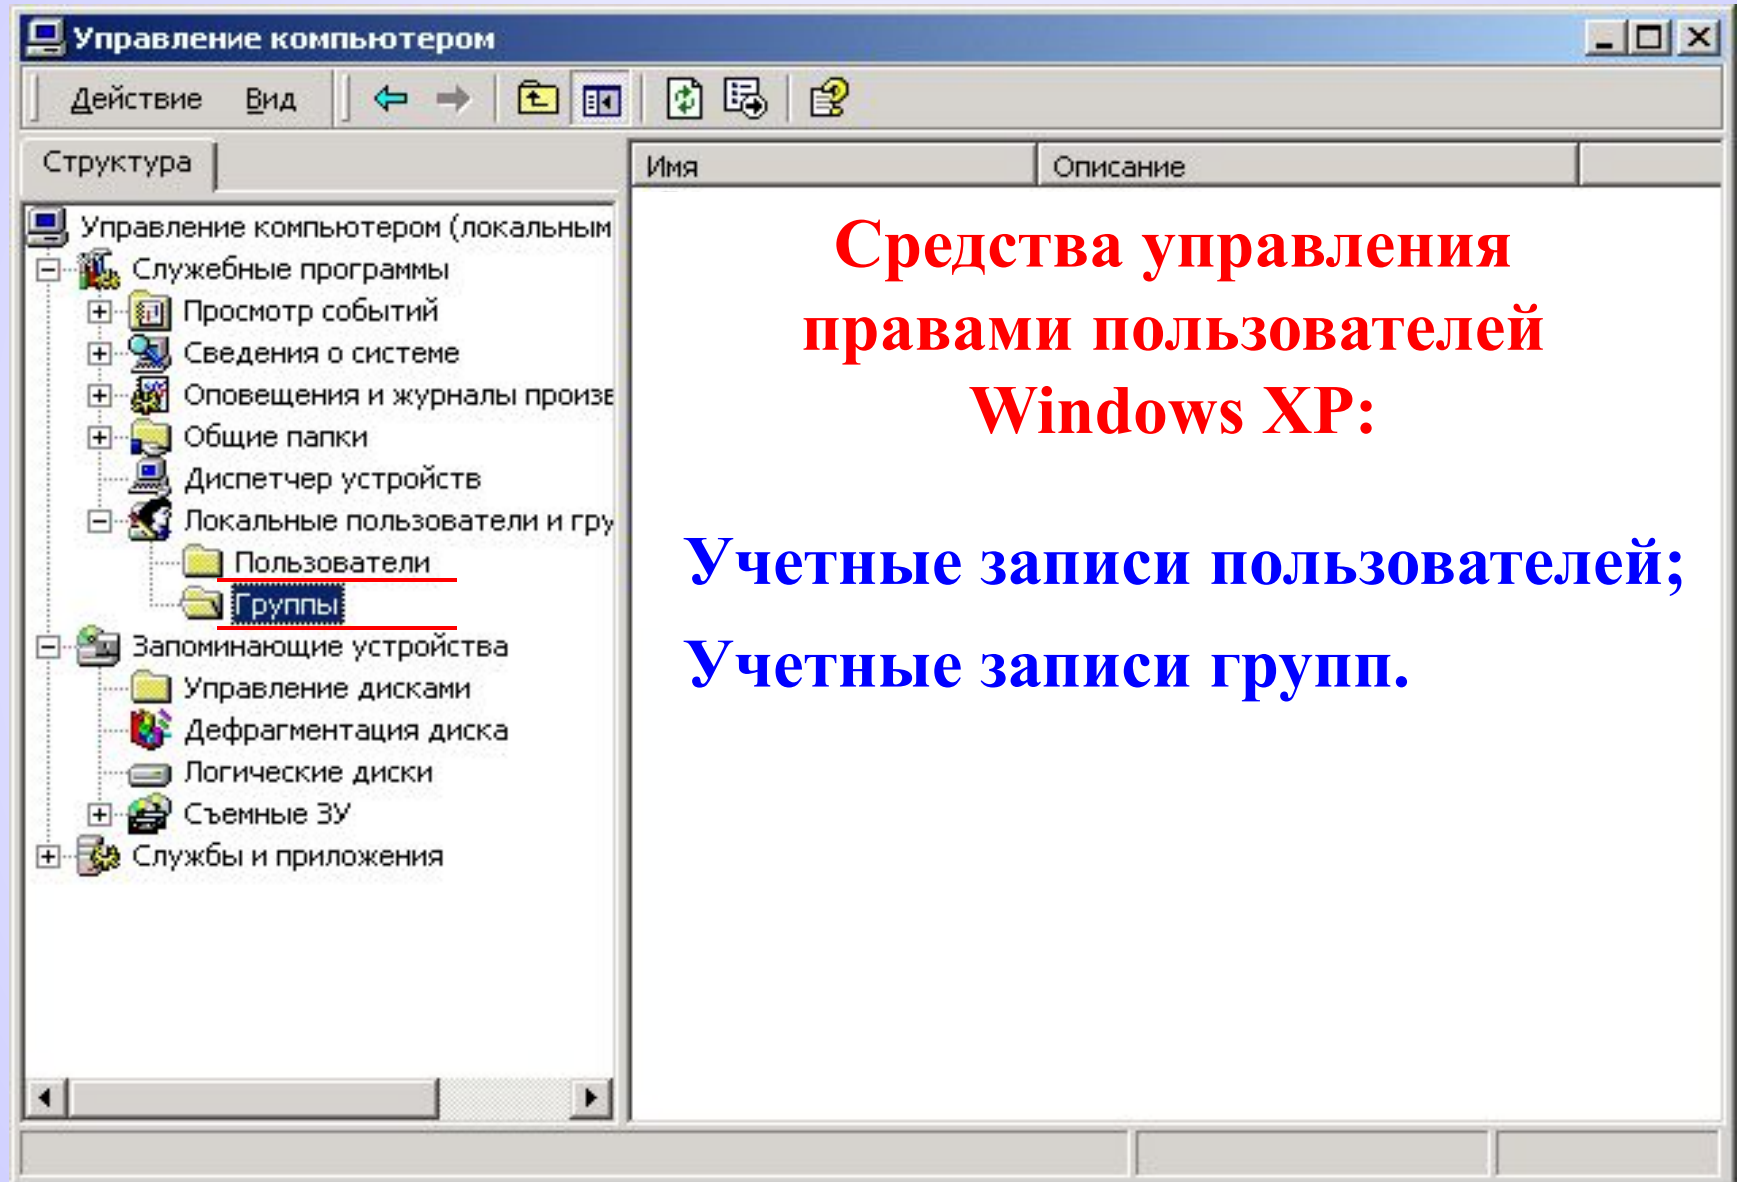 Управление компьютером
Действие Вид
Структура
Имя Описание
Управление компьютером (локальным
Служебные программы
Просмотр событий
Сведения о системе
Оповещения и журналы произв
Общие папки
Диспетчер устройств
Локальные пользователи и гру
Пользователи
Группы
Запоминающие устройства
Управление дисками
Дефрагментация диска
Логические диски
Съемные ЗУ
Службы и приложения
Средства управления
правами пользователей
Windows XP:
Учетные записи пользователей;
Учетные записи групп.